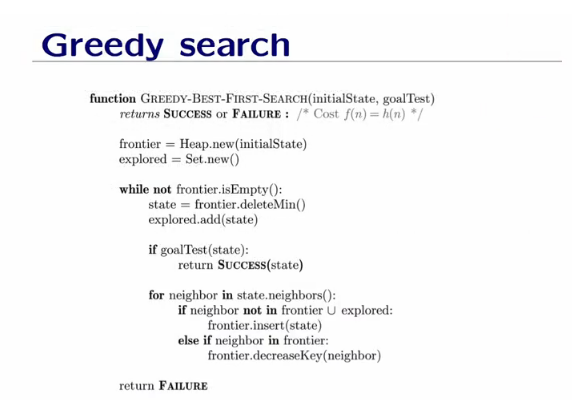 Greedy search
function GREEDY-BEST-FIRST-SEARCH(initialState, goalTest)
returns SUCCESS or FAILURE : /* Cost f(n) = h(n) */
frontier = Heap.new(initialState)
explored = Set.new()
while not frontier.isEmpty():
state = frontier.deleteMin()
explored.add(state)
if goalTest(state):
return SUCCESS(state)
for neighbor in state.neighbors():
if neighbor not in frontier ∪ explored:
frontier.insert(state)
else if neighbor in frontier:
frontier.decreaseKey(neighbor)
return FAILURE